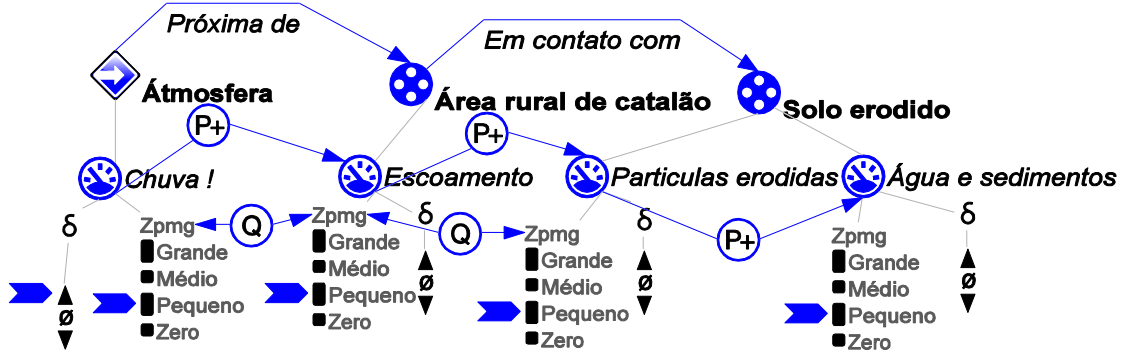 Próxima de
Em contato com
Átmosfera
Área rural de catalão
Solo erodido
P+
P+
Chuva !
Escoamento
Particulas erodidas
Água e sedimentos
δ
Zpmg
Grande
Médio
Pequeno
Zero
ø
Q
Zpmg
Grande
Médio
Pequeno
Zero
δ
ø
Q
Zpmg
Grande
Médio
Pequeno
Zero
δ
ø
P+
Zpmg
Grande
Médio
Pequeno
Zero
δ
ø